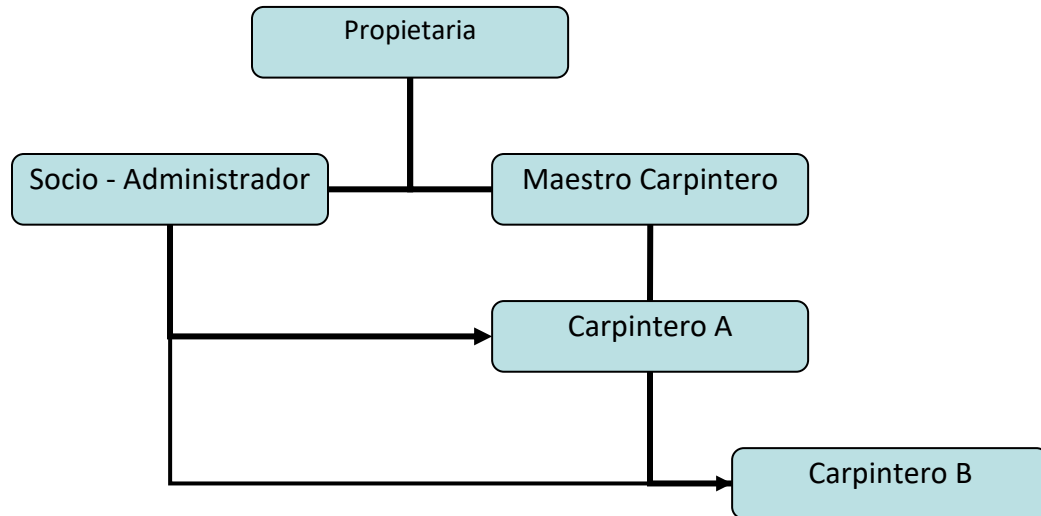 Propietaria
Socio - Administrador
Maestro Carpintero
Carpintero A
Carpintero B